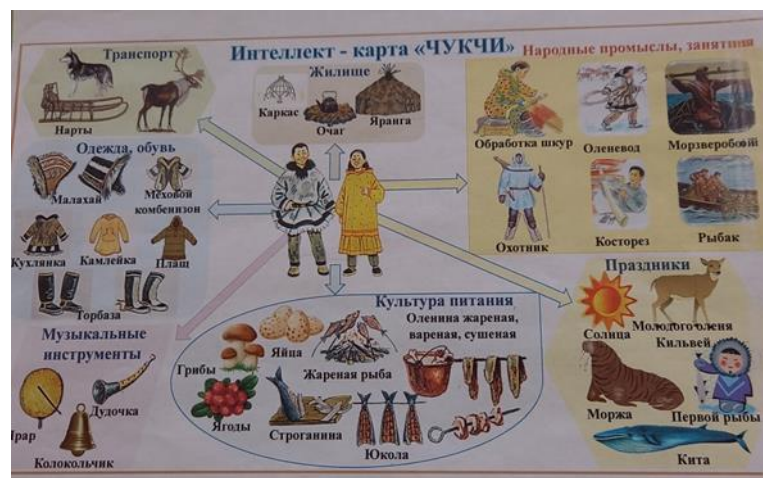 Интеллект - карта «ЧУКЧИ»
Транспорт
Нарты
Жилище
Каркас
Очаг
Яранга
Народные промыслы, занятия
Обработка шкур
Оленевод
Морзверобой
Охотник
Косторез
Рыбак
Одежда, обувь
Малахай
Меховой
комбенизон
Кухлянка
Камлейка
Плащ
Торбаза
Музыкальные
инструменты
Дудочка
Колокольчик
Культура питания
Оленина жареная,
вареная, сушеная
Грибы
Яйца
Жареная рыба
Ягоды
Строганина
Юкола
Праздники
Солнца
Молодого оленя
Кильвей
Моржа
Первой рыбы
Кита